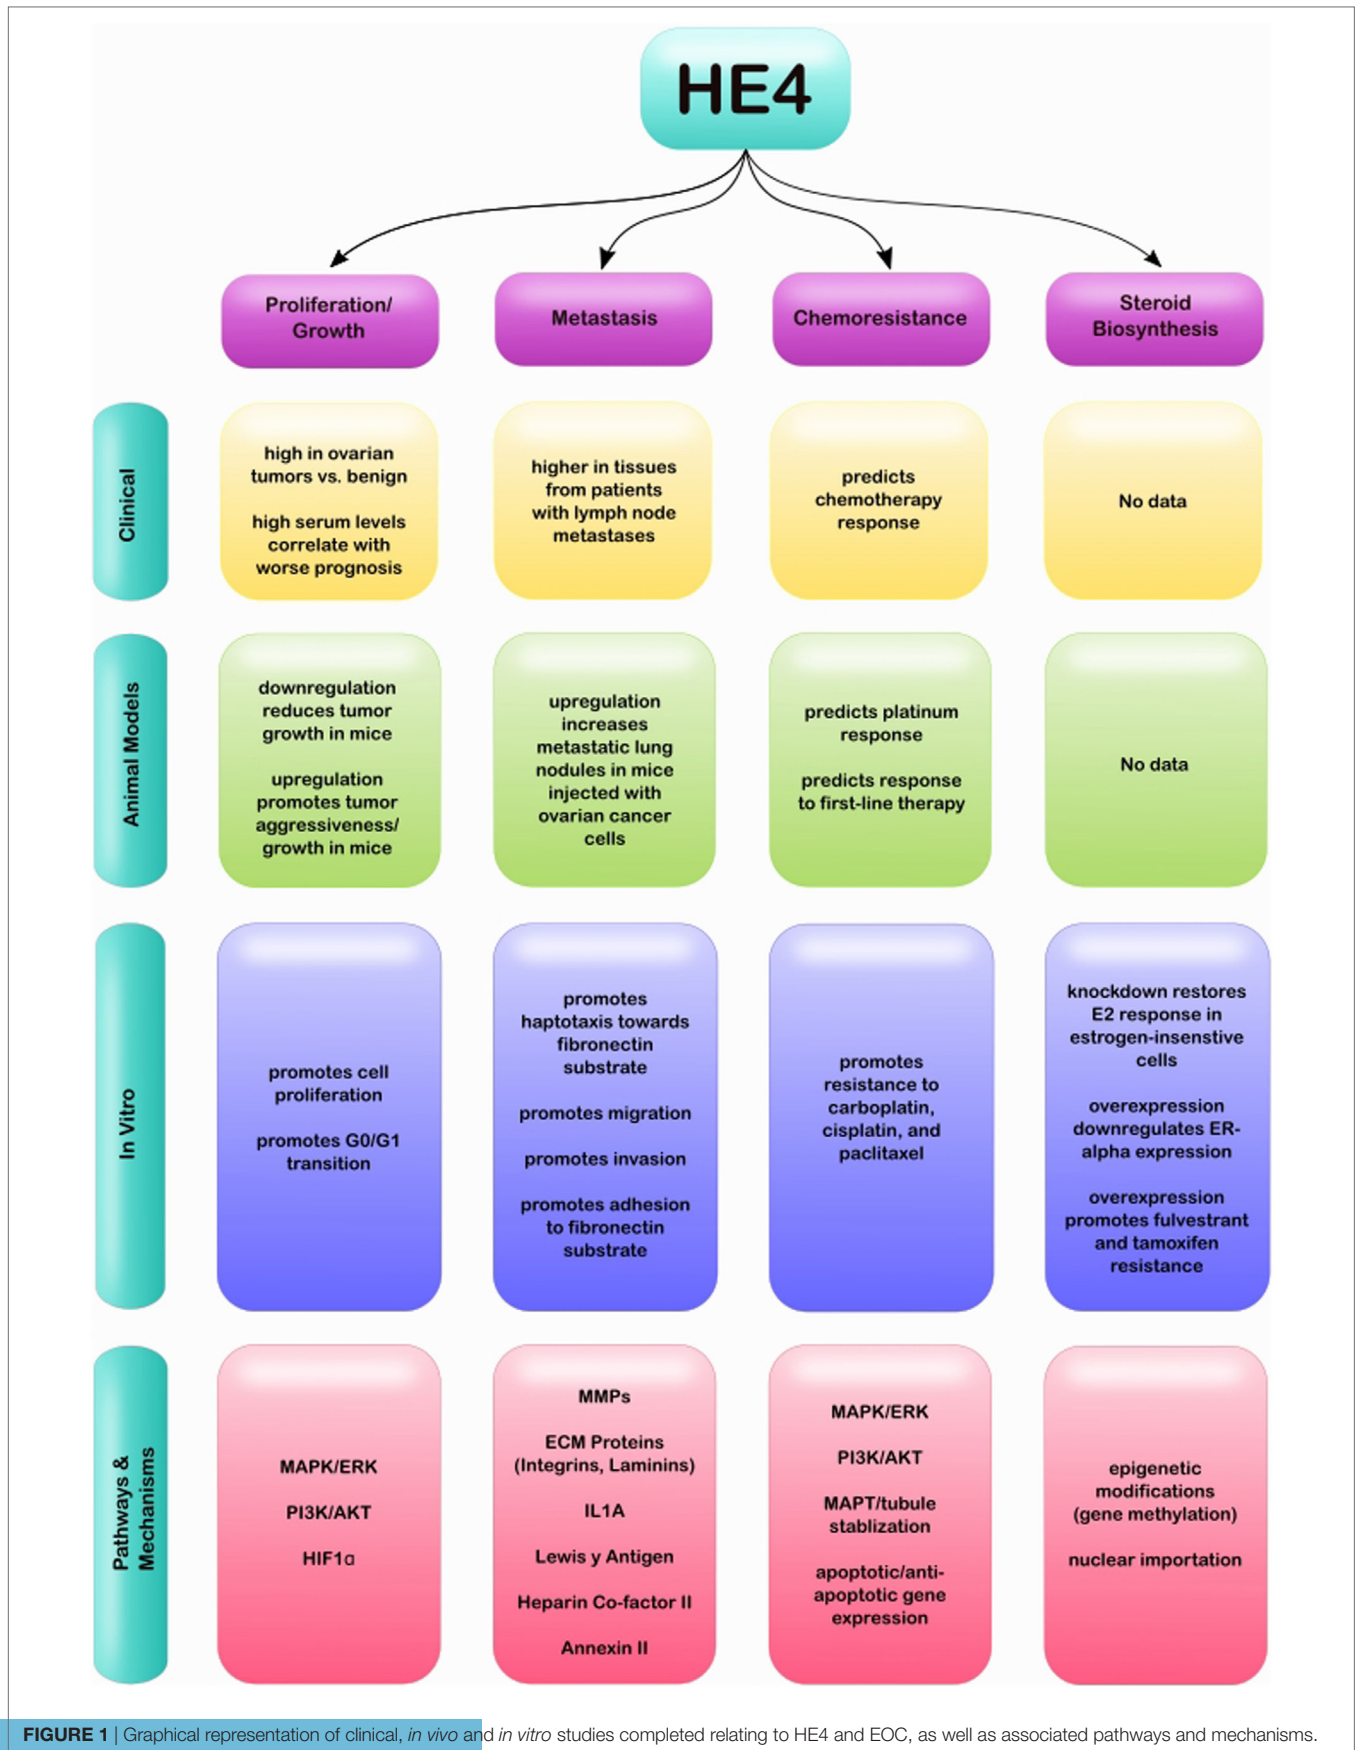 HE4
Proliferation/
Growth
Metastasis
Chemoresistance
Steroid
Biosynthesis
Clinical
high in ovarian
tumors vs. benign
high serum levels
correlate with
worse prognosis
higher in tissues
from patients
with lymph node
metastases
predicts
chemotherapy
response
No data
Animal Models
downregulation
reduces tumor
growth in mice
upregulation
promotes tumor
aggressiveness/
growth in mice
upregulation
increases
metastatic lung
nodules in mice
injected with
ovarian cancer
cells
predicts platinum
response
predicts response
to first-line therapy
No data
In Vitro
promotes cell
proliferation
promotes G0/G1
transition
promotes
haptotaxis towards
fibronectin
substrate
promotes migration
promotes invasion
promotes adhesion
to fibronectin
substrate
promotes
resistance to
carboplatin,
cisplatin, and
paclitaxel
knockdown restores
E2 response in
estrogen-insenstive
cells
overexpression
downregulates ER-
alpha expression
overexpression
promotes fulvestrant
and tamoxifen
resistance
Pathways &
Mechanisms
MAPK/ERK
PI3K/AKT
HIF1α
MMPs
ECM Proteins
(Integrins, Laminins)
IL1A
Lewis y Antigen
Heparin Co-factor II
Annexin II
MAPK/ERK
PI3K/AKT
MAPT/tubule
stablization
apoptotic/anti-
apoptotic gene
expression
epigenetic
modifications
(gene methylation)
nuclear importation
FIGURE 1 | Graphical representation of clinical, in vivo and in vitro studies completed relating to HE4 and EOC, as well as associated pathways and mechanisms.